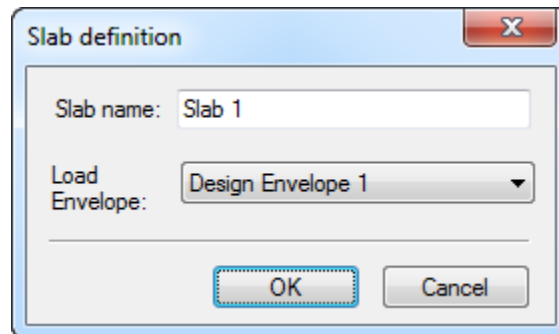 Slab definition
Slab name: Slab 1
Load
Envelope: Design Envelope 1
OK Cancel